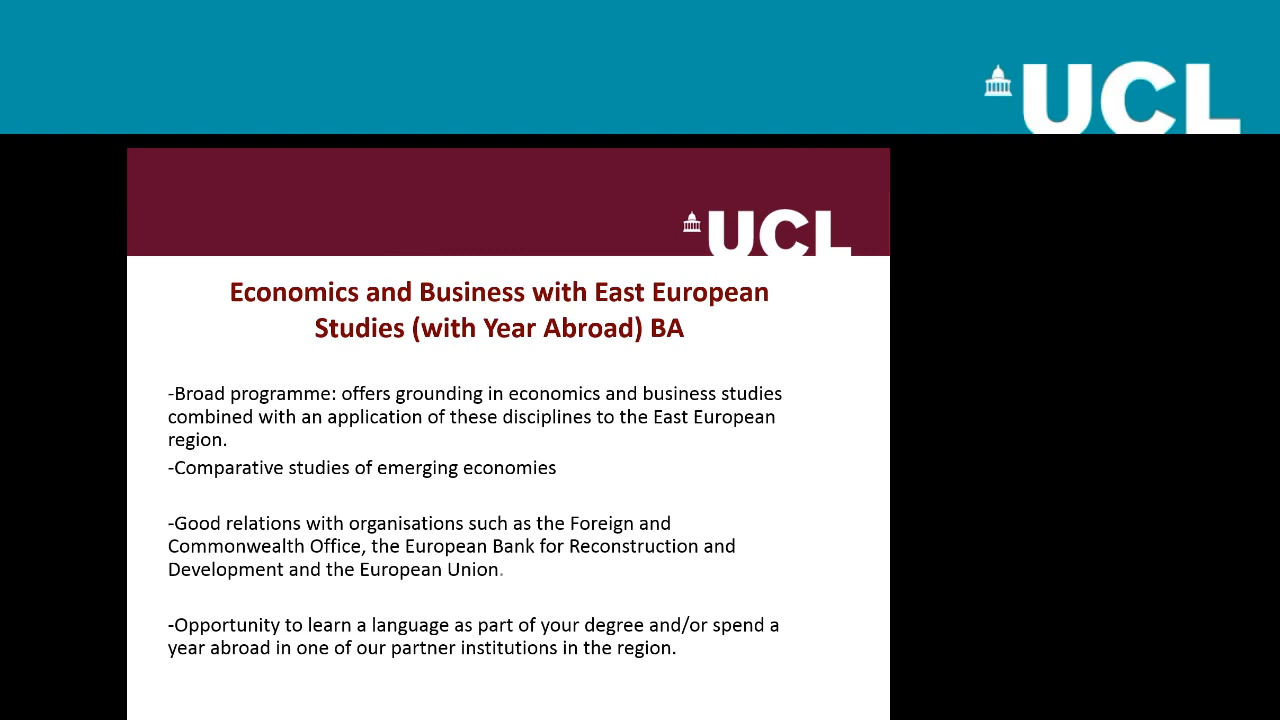 UCL
UCL
Economics and Business with East European
Studies (with Year Abroad) BA
-Broad programme: offers grounding in economics and business studies
combined with an application of these disciplines to the East European
region.
-Comparative studies of emerging economies
-Good relations with organisations such as the Foreign and
Commonwealth Office, the European Bank for Reconstruction and
Development and the European Union.
-Opportunity to learn a language as part of your degree and/or spend a
year abroad in one of our partner institutions in the region.